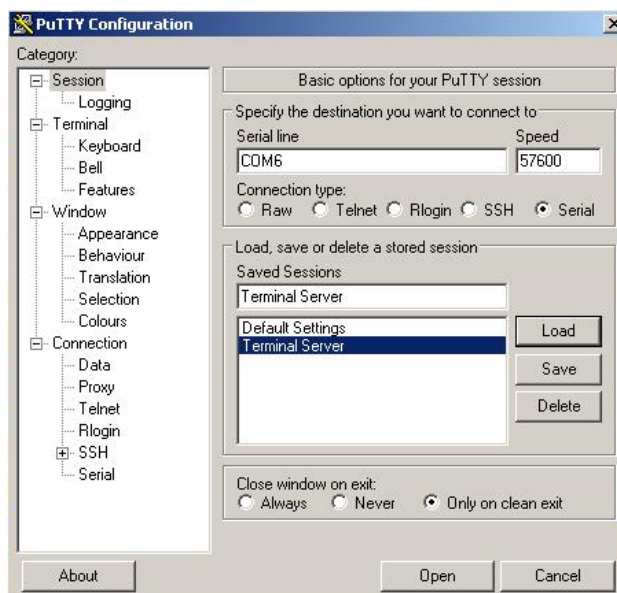 PuTTY Configuration
Category:
Session
Logging
Terminal
Keyboard
Bell
Features
Window
Appearance
Behaviour
Translation
Selection
Colours
Connection
Data
Proxy
Telnet
Rlogin
SSH
Serial
Basic options for your PuTTY session
Specify the destination you want to connect to
Serial line Speed
COM6 57600
Connection type:
Raw Telnet Rlogin SSH Serial
Load, save or delete a stored session
Saved Sessions
Terminal Server
Default Settings
Terminal Server
Load
Save
Delete
Close window on exit:
Always Never Only on clean exit
About Open Cancel